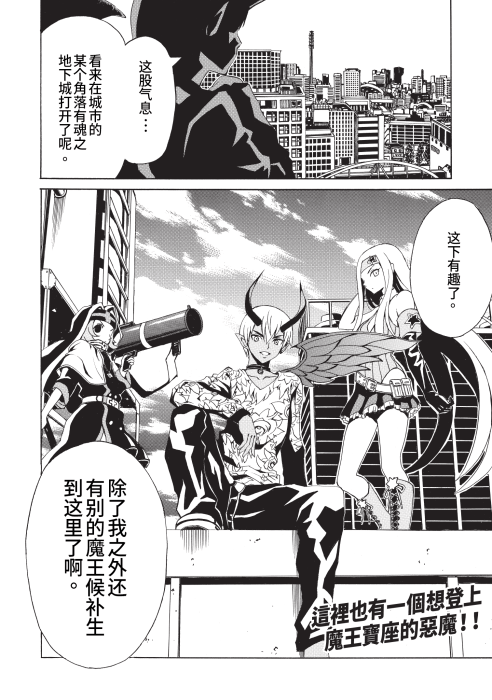 这股气息…
看来在城市的
某个角落有魂之
地下城打开了呢。
这下有趣了。
除了我之外还
有别的魔王候补生
到这里了啊。
這裡也有一個想登上
魔王寶座的惡魔！！